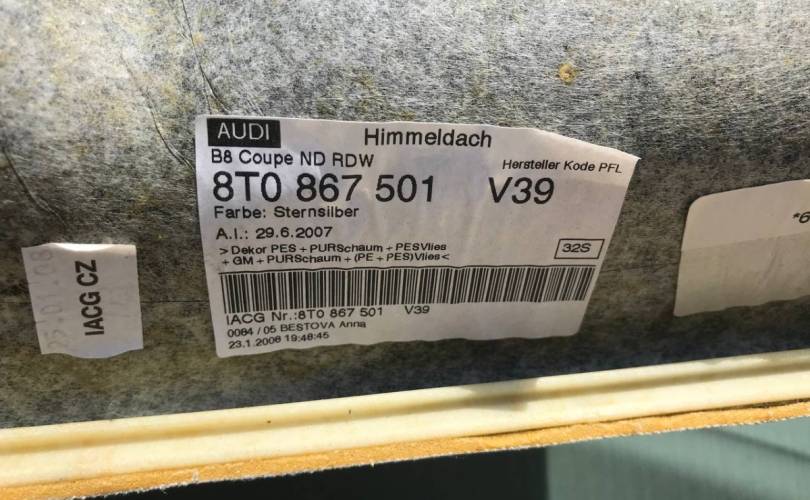 AUDI Himmeldach
B8 Coupe ND RDW
Hersteller Kode PFL
8T0 867 501 V39
Farbe: Sternsilber
A.I.: 29.6.2007
>Dekor PES + PURSchaum + PESVlies
+ GM + PURSchaum + (PE + PES)Vlies<
32S
IACG Nr.:8T0 867 501 V39
0084 / 05 BESTOVA Anna
23.1.2008 19:48:45
IACG CZ
*6